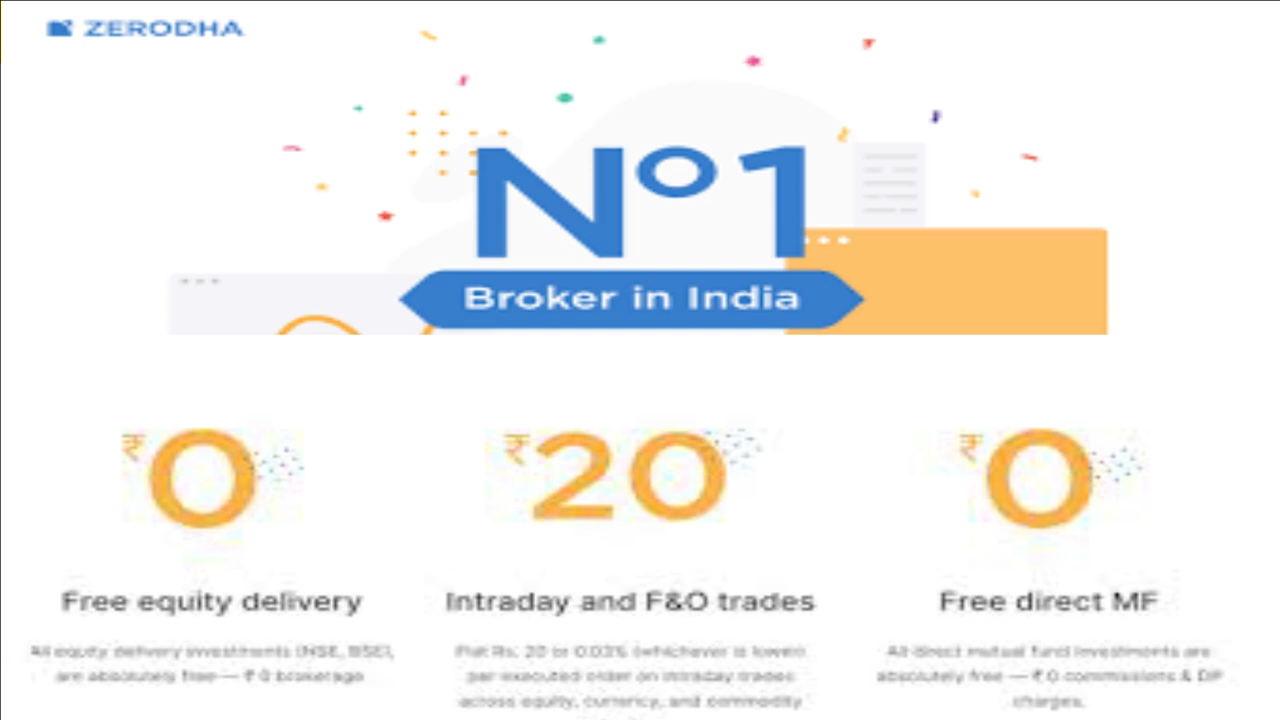 ZERODHA
Nº1
Broker in India
₹0
₹20
₹0
Free equity delivery
Intraday and F&O trades
Free direct MF
All equity delivery investments (NSE, BSE),
are absolutely free — ₹ 0 brokerage.
Flat Rs. 20 or 0.03% (whichever is lower)
per executed order on intraday trades
across equity, currency, and commodity
All direct mutual fund investments are
absolutely free — ₹ 0 commissions & DP
charges.